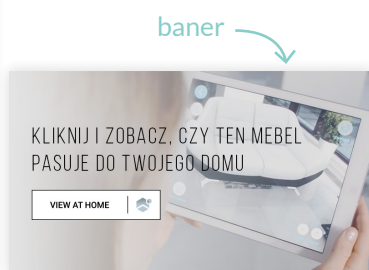 baner
KLIKNIJ I ZOBACZ, CZY TEN MEBEL
PASUJE DO TWOJEGO DOMU
VIEW AT HOME